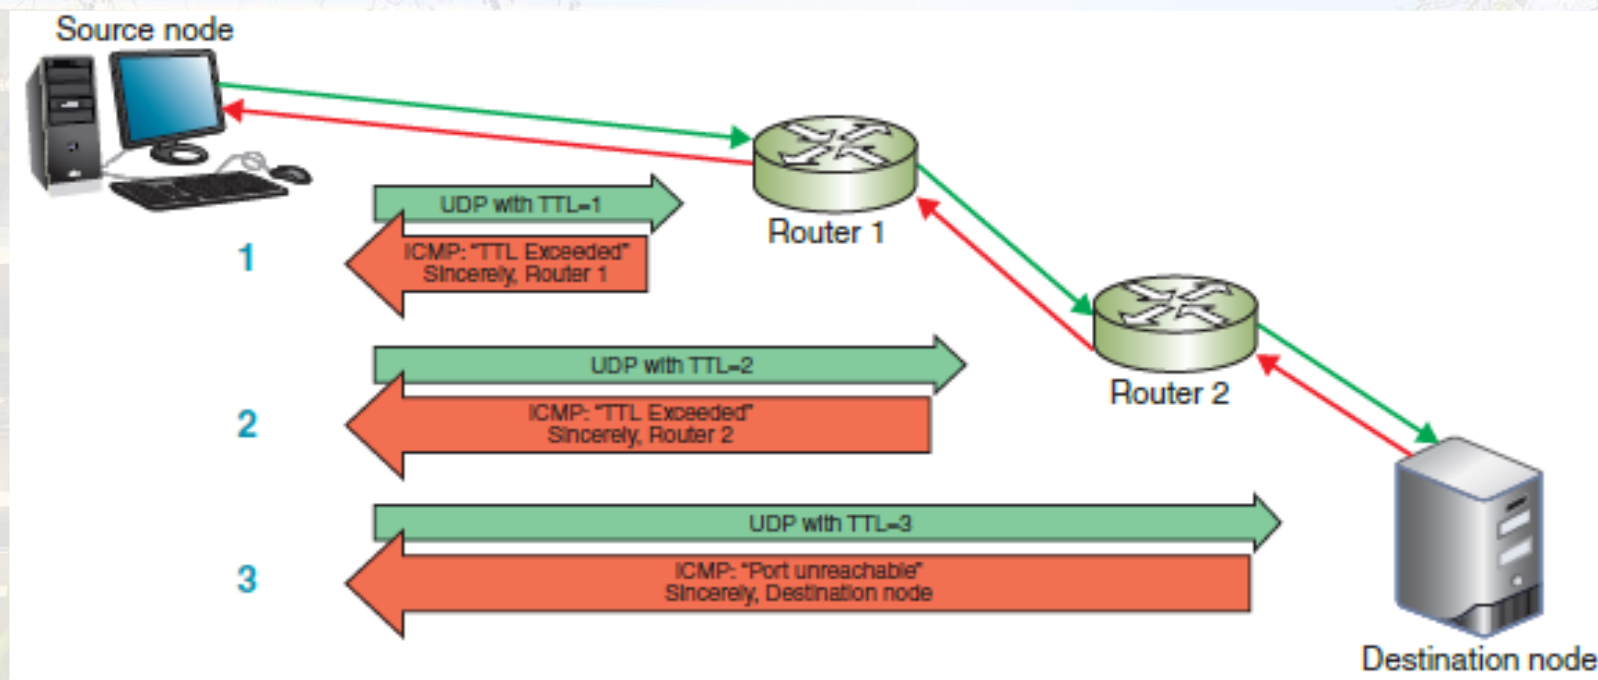 Source node
UDP with TTL=1
Router 1
1
ICMP: "TTL Exceeded"
Sincerely, Router 1
UDP with TTL=2
Router 2
2
ICMP: "TTL Exceeded"
Sincerely, Router 2
UDP with TTL=3
3
ICMP: "Port unreachable"
Sincerely, Destination node
Destination node